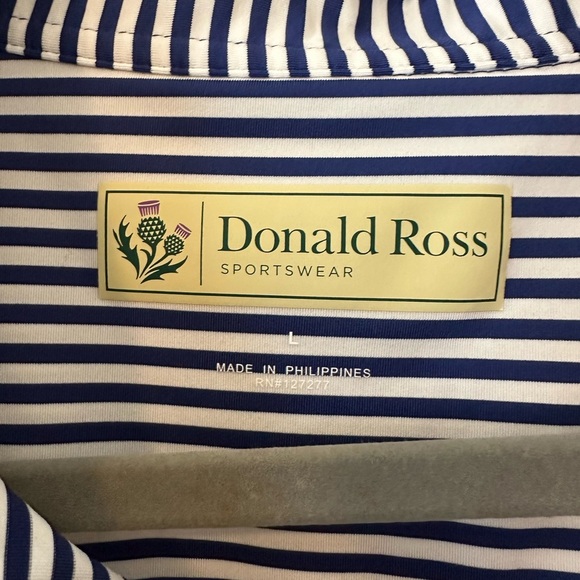 Donald Ross
SPORTSWEAR
L
MADE IN PHILIPPINES
RN#127277